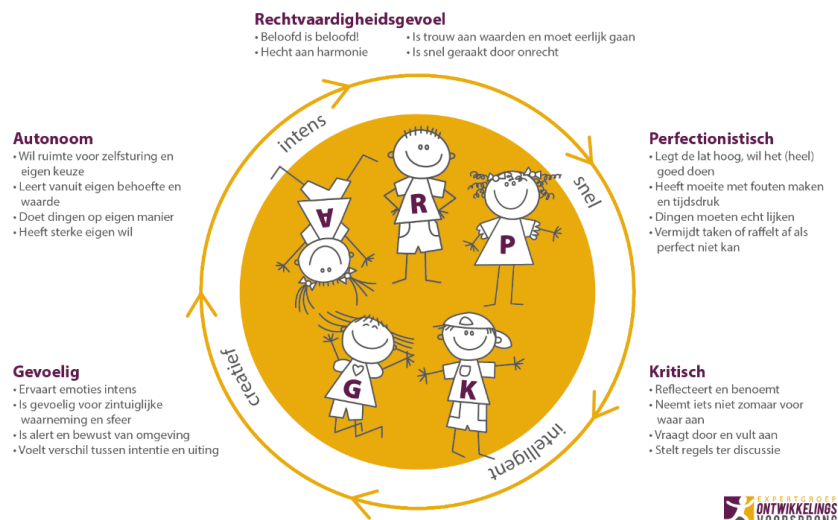 Rechtvaardigheidsgevoel
• Beloofd is beloofd!
• Hecht aan harmonie
• Is trouw aan waarden en moet eerlijk gaan
• Is snel geraakt door onrecht
Autonoom
• Wil ruimte voor zelfsturing en
eigen keuze
• Leert vanuit eigen behoefte en
waarde
• Doet dingen op eigen manier
• Heeft sterke eigen wil
Perfectionistisch
• Legt de lat hoog, wil het (heel)
goed doen
• Heeft moeite met fouten maken
en tijdsdruk
• Dingen moeten echt lijken
• Vermijdt taken of raffelt af als
perfect niet kan
intens
snel
A
R
P
G
K
creatief
intelligent
Gevoelig
• Ervaart emoties intens
• Is gevoelig voor zintuiglijke
waarneming en sfeer
• Is alert en bewust van omgeving
• Voelt verschil tussen intentie en uiting
Kritisch
• Reflecteert en benoemt
• Neemt iets niet zomaar voor
waar aan
• Vraagt door en vult aan
• Stelt regels ter discussie
EXPERTGROEP
ONTWIKKELINGS
VOORSPRONG